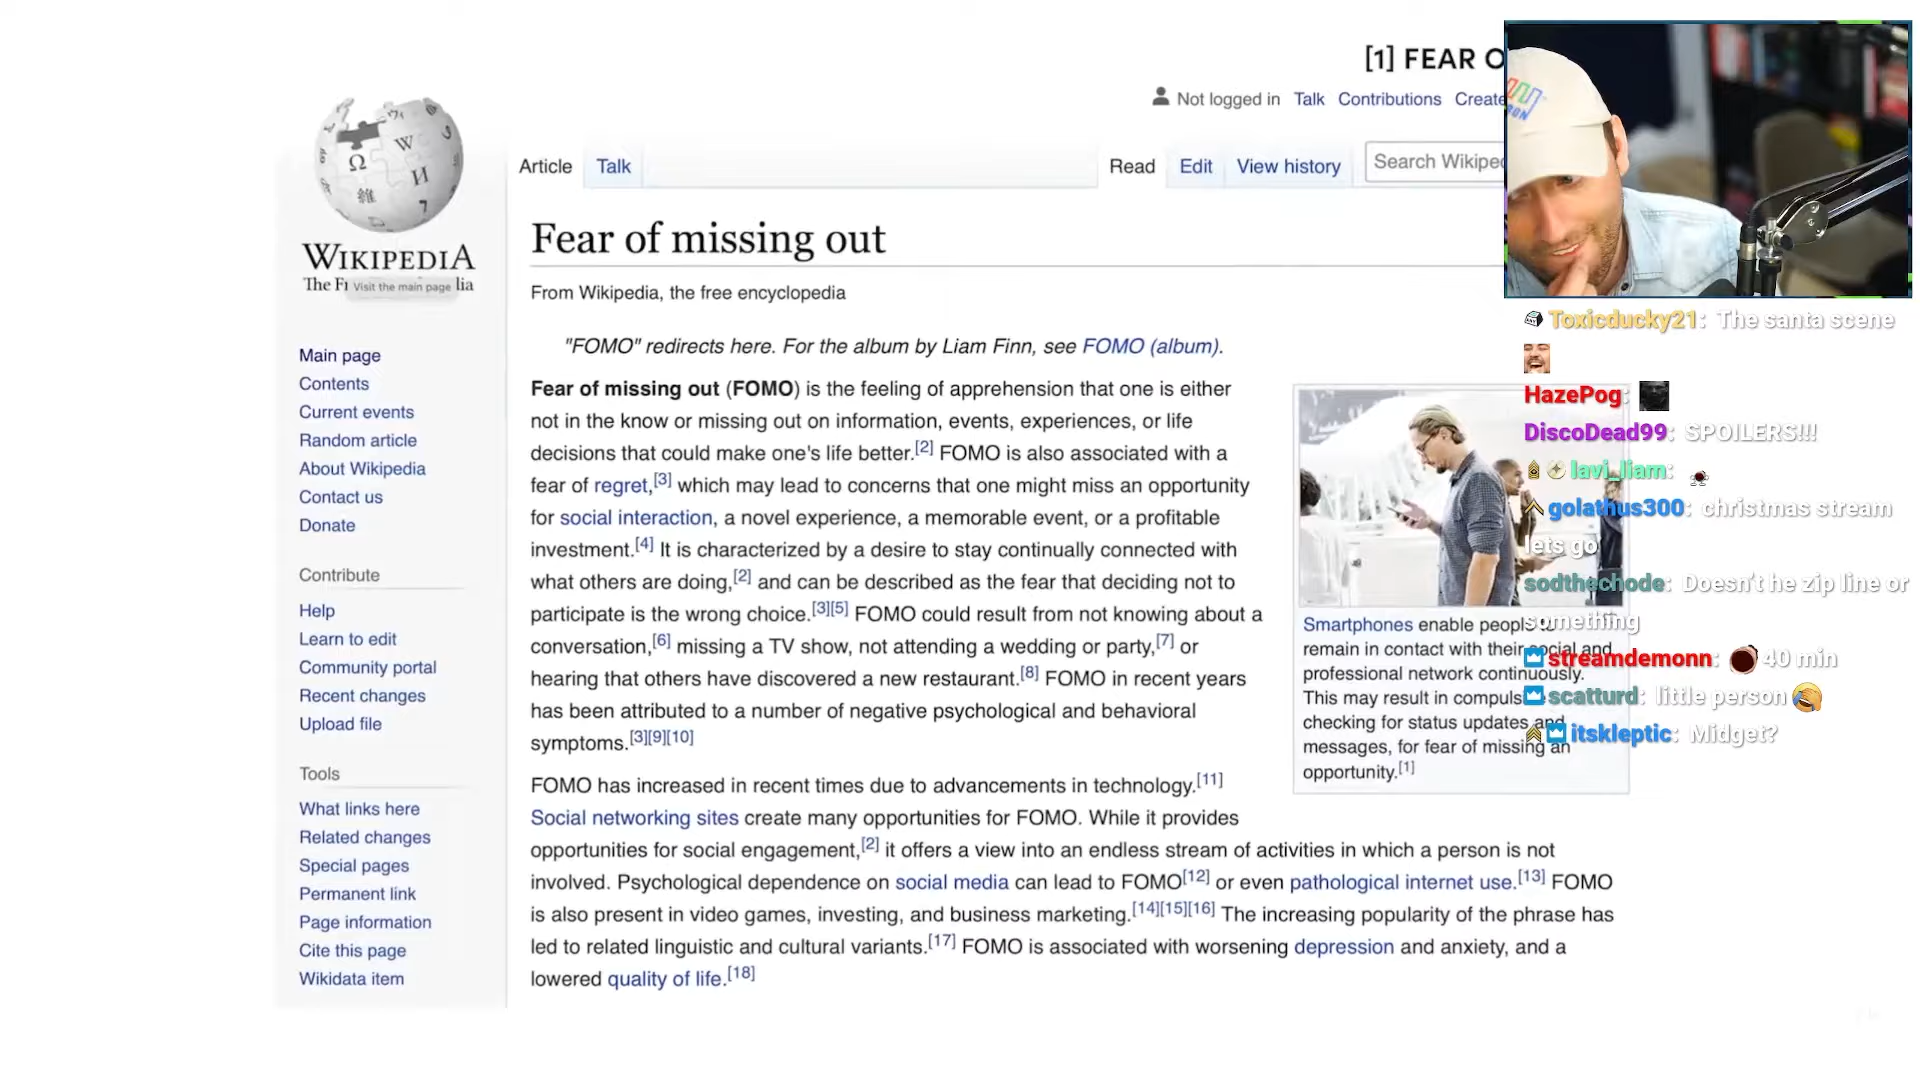 [1] FEAR O
Not logged in Talk Contributions Create
Article Talk Read Edit View history Search Wikiped
WIKIPEDIA
The Fr Visit the main page lia
Fear of missing out
From Wikipedia, the free encyclopedia
"FOMO" redirects here. For the album by Liam Finn, see FOMO (album).
Fear of missing out (FOMO) is the feeling of apprehension that one is either
not in the know or missing out on information, events, experiences, or life
decisions that could make one's life better.[2] FOMO is also associated with a
fear of regret,[3] which may lead to concerns that one might miss an opportunity
for social interaction, a novel experience, a memorable event, or a profitable
investment.[4] It is characterized by a desire to stay continually connected with
what others are doing,[2] and can be described as the fear that deciding not to
participate is the wrong choice.[3][5] FOMO could result from not knowing about a
conversation,[6] missing a TV show, not attending a wedding or party,[7] or
hearing that others have discovered a new restaurant.[8] FOMO in recent years
has been attributed to a number of negative psychological and behavioral
symptoms.[3][9][10]
FOMO has increased in recent times due to advancements in technology.[11]
Social networking sites create many opportunities for FOMO. While it provides
opportunities for social engagement,[2] it offers a view into an endless stream of activities in which a person is not
involved. Psychological dependence on social media can lead to FOMO[12] or even pathological internet use.[13] FOMO
is also present in video games, investing, and business marketing.[14][15][16] The increasing popularity of the phrase has
led to related linguistic and cultural variants.[17] FOMO is associated with worsening depression and anxiety, and a
lowered quality of life.[18]
Main page
Contents
Current events
Random article
About Wikipedia
Contact us
Donate
Contribute
Help
Learn to edit
Community portal
Recent changes
Upload file
Tools
What links here
Related changes
Special pages
Permanent link
Page information
Cite this page
Wikidata item
Smartphones enable people to
remain in contact with their social and
professional network continuously.
This may result in compuls
checking for status updates and
messages, for fear of missing an
opportunity.[1]
Toxicducky21: The santa scene
HazePog:
DiscoDead99: SPOILERS!!!
lavi_liam:
golathus300: christmas stream
lets go
sodthechode: Doesn't he zip line or
something
streamdemonn: 40 min
scatturd: little person
itskleptic: Midget?